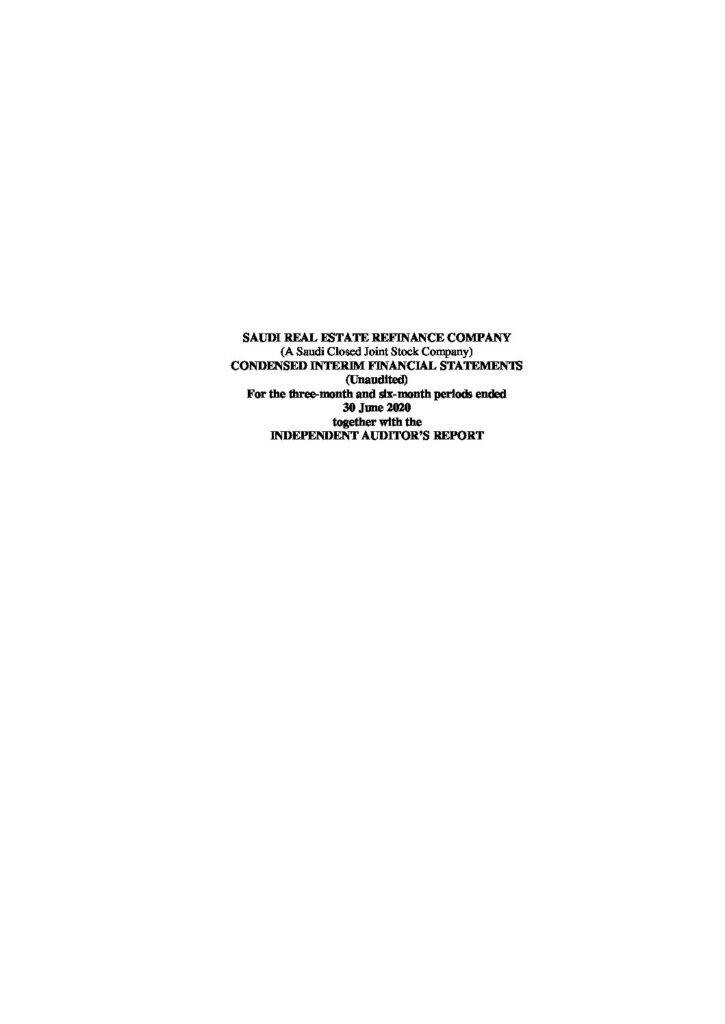 SAUDI REAL ESTATE REFINANCE COMPANY
(A Saudi Closed Joint Stock Company)
CONDENSED INTERIM FINANCIAL STATEMENTS
(Unaudited)
For the three-month and six-month periods ended
30 June 2020
together with the
INDEPENDENT AUDITOR'S REPORT